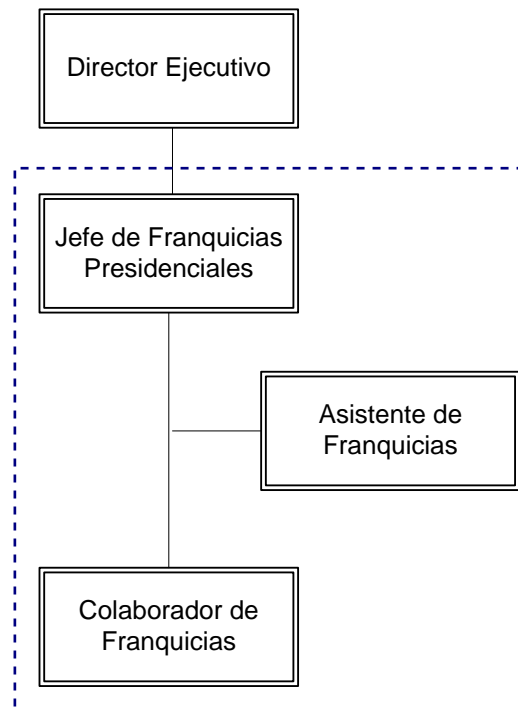 Director Ejecutivo
Jefe de Franquicias
Presidenciales
Asistente de
Franquicias
Colaborador de
Franquicias